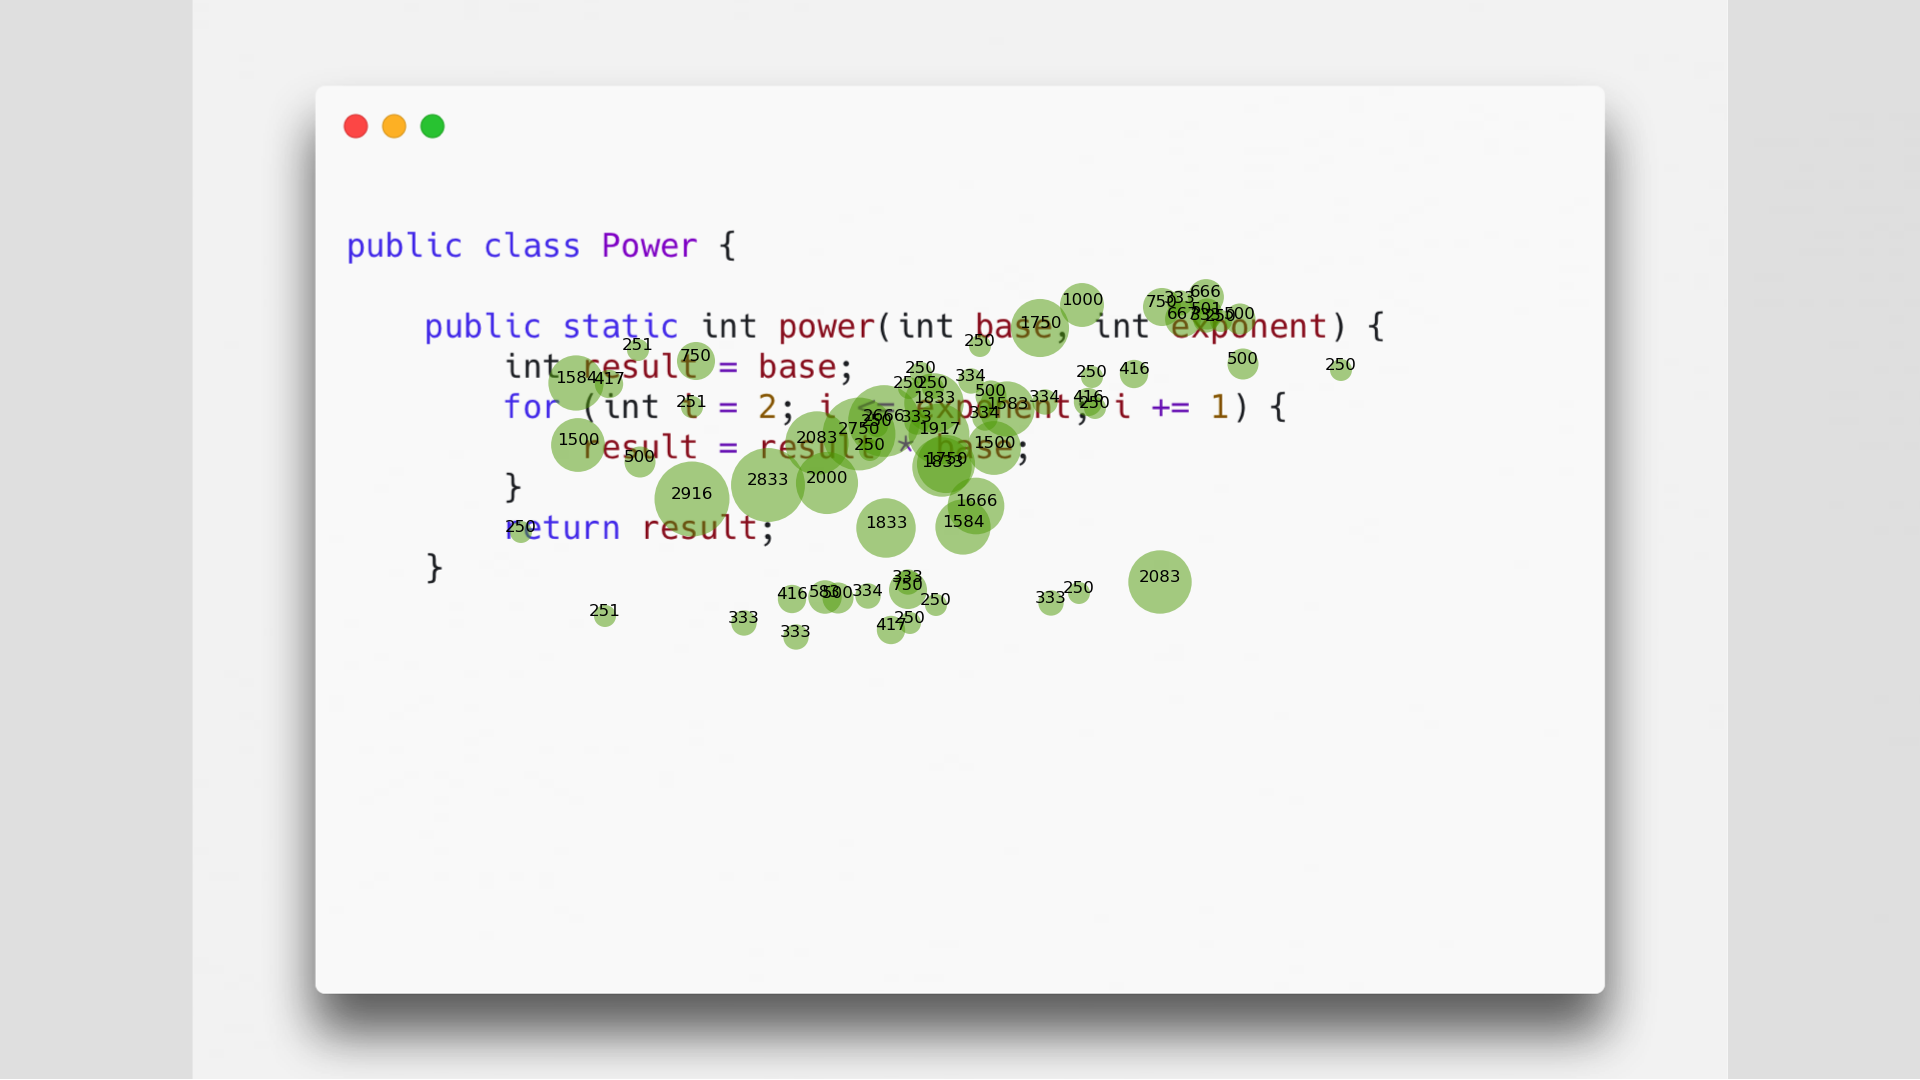 public class Power {
1000 750 333 666
667 333 501 250 500
public static int power(int base, int exponent) {
1750
251 750 250
int result = base;
1584 417 250 250 250 334 250 416 500 250
for (int i = 2; i <= exponent; i += 1) {
251 1833 500 1583 334 416 250
2666 250 333 334
2750 1917
result = result * base;
1500 2083 250 1500
500 1750 1833
}
2916 2833 2000 1666
return result;
250 1833 1584
}
333 2083
416 583 500 334 750 250 333 250
251 333 333 417 250